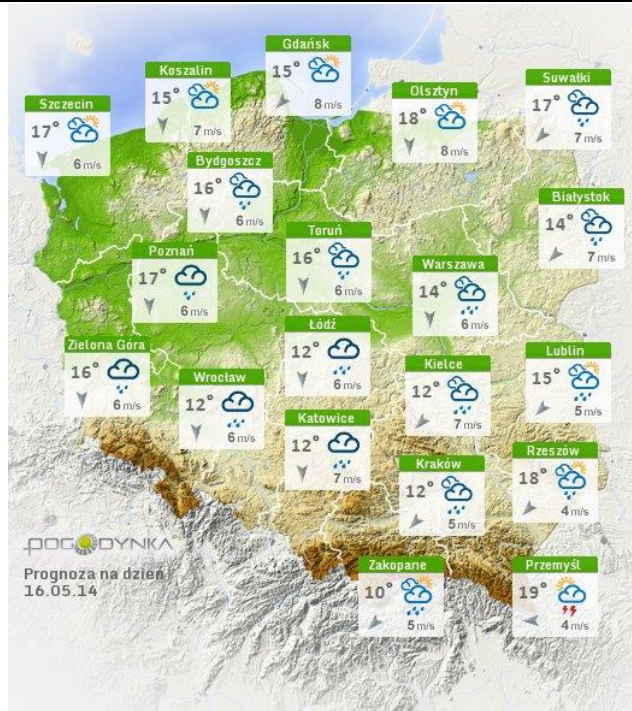 Gdańsk
15°
8 m/s
Koszalin
15°
7 m/s
Olsztyn
18°
8 m/s
Suwałki
17°
7 m/s
Szczecin
17°
6 m/s
Bydgoszcz
16°
6 m/s
Białystok
14°
7 m/s
Toruń
16°
6 m/s
Poznań
17°
6 m/s
Warszawa
14°
6 m/s
Łódź
12°
6 m/s
Zielona Góra
16°
6 m/s
Wrocław
12°
6 m/s
Kielce
12°
7 m/s
Lublin
15°
5 m/s
Katowice
12°
7 m/s
Kraków
12°
5 m/s
Rzeszów
18°
4 m/s
POGODYNKA
Prognoza na dzień
16.05.14
Zakopane
10°
5 m/s
Przemyśl
19°
4 m/s